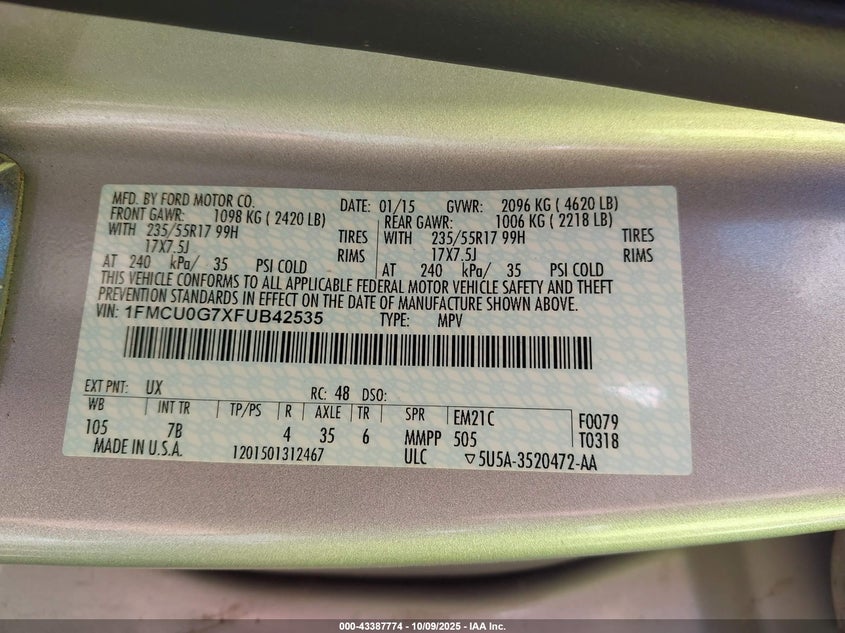 MFD. BY FORD MOTOR CO. DATE: 01/15 GVWR: 2096 KG ( 4620 LB)
FRONT GAWR: 1098 KG ( 2420 LB) REAR GAWR: 1006 KG ( 2218 LB)
WITH 235/55R17 99H TIRES WITH 235/55R17 99H TIRES
17X7.5J RIMS 17X7.5J RIMS
AT 240 kPa/ 35 PSI COLD AT 240 kPa/ 35 PSI COLD
THIS VEHICLE CONFORMS TO ALL APPLICABLE FEDERAL MOTOR VEHICLE SAFETY AND THEFT
PREVENTION STANDARDS IN EFFECT ON THE DATE OF MANUFACTURE SHOWN ABOVE.
VIN: 1FMCU0G7XFUB42535 TYPE: MPV
EXT PNT: UX RC: 48 DSO:
WB INT TR TP/PS R AXLE TR SPR EM21C F0079
105 7B 4 35 6 MMPP 505 T0318
MADE IN U.S.A. 1201501312467 ULC ▽5U5A-3520472-AA
000-43387774 | 10/09/2025 - IAA Inc.